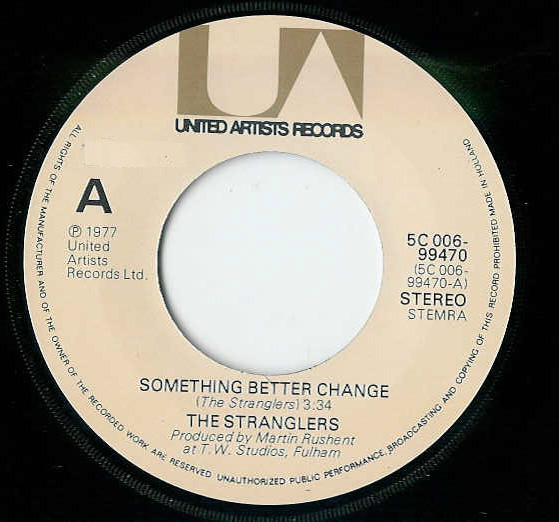 UA
UNITED ARTISTS RECORDS
A
℗ 1977
United
Artists
Records Ltd.
5C 006-
99470
(5C 006-
99470-A)
STEREO
STEMRA
SOMETHING BETTER CHANGE
(The Stranglers) 3:34
THE STRANGLERS
Produced by Martin Rushent
at T.W. Studios, Fulham
ALL RIGHTS OF THE MANUFACTURER AND OF THE OWNER OF THE RECORDED WORK ARE RESERVED UNAUTHORIZED PUBLIC PERFORMANCE, BROADCASTING AND COPYING OF THIS RECORD PROHIBITED MADE IN HOLLAND